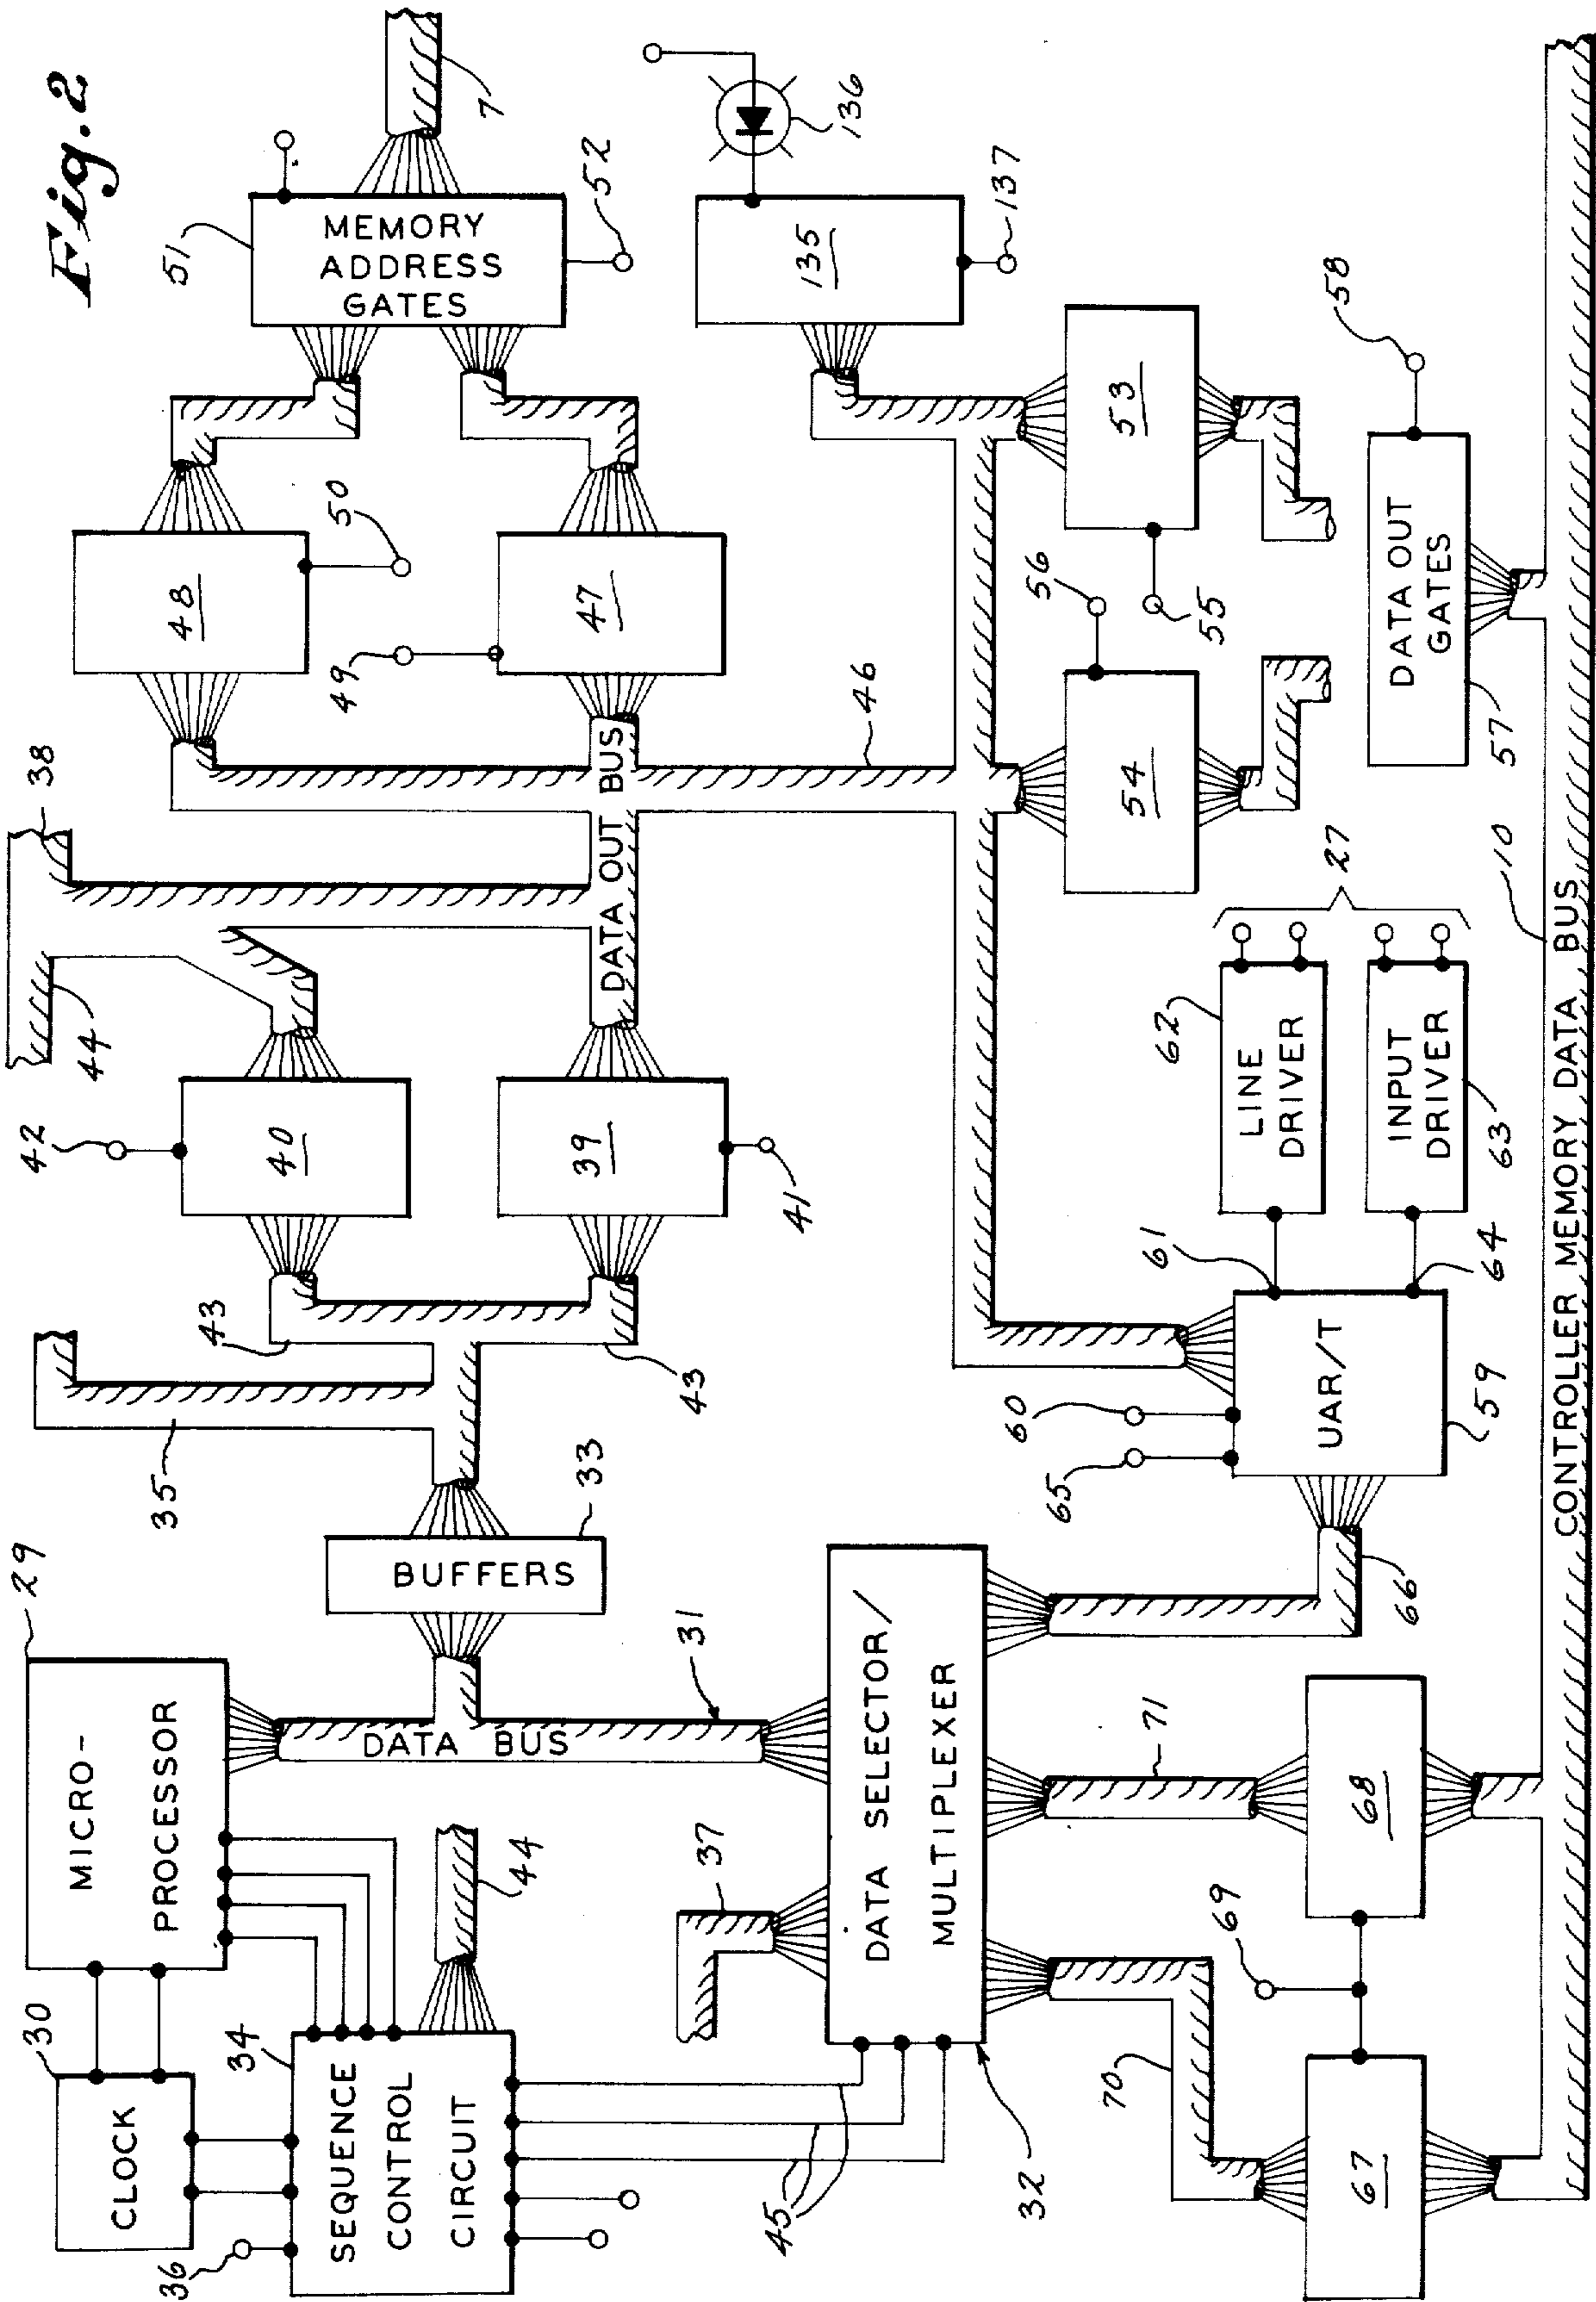 Fig. 2
30
CLOCK
36
29
MICRO-
PROCESSOR
34
SEQUENCE
CONTROL
CIRCUIT
44
45
31
DATA BUS
33
BUFFERS
35
43
43
42
40
39
41
44
38
DATA OUT BUS
46
48
50
49
47
51
MEMORY
ADDRESS
GATES
52
7
136
135
137
37
32
DATA SELECTOR/
MULTIPLEXER
70
71
69
67
68
66
65
60
UAR/T
59
61
64
62
LINE
DRIVER
INPUT
DRIVER
63
27
54
56
53
55
58
DATA OUT
GATES
57
10
CONTROLLER MEMORY DATA BUS